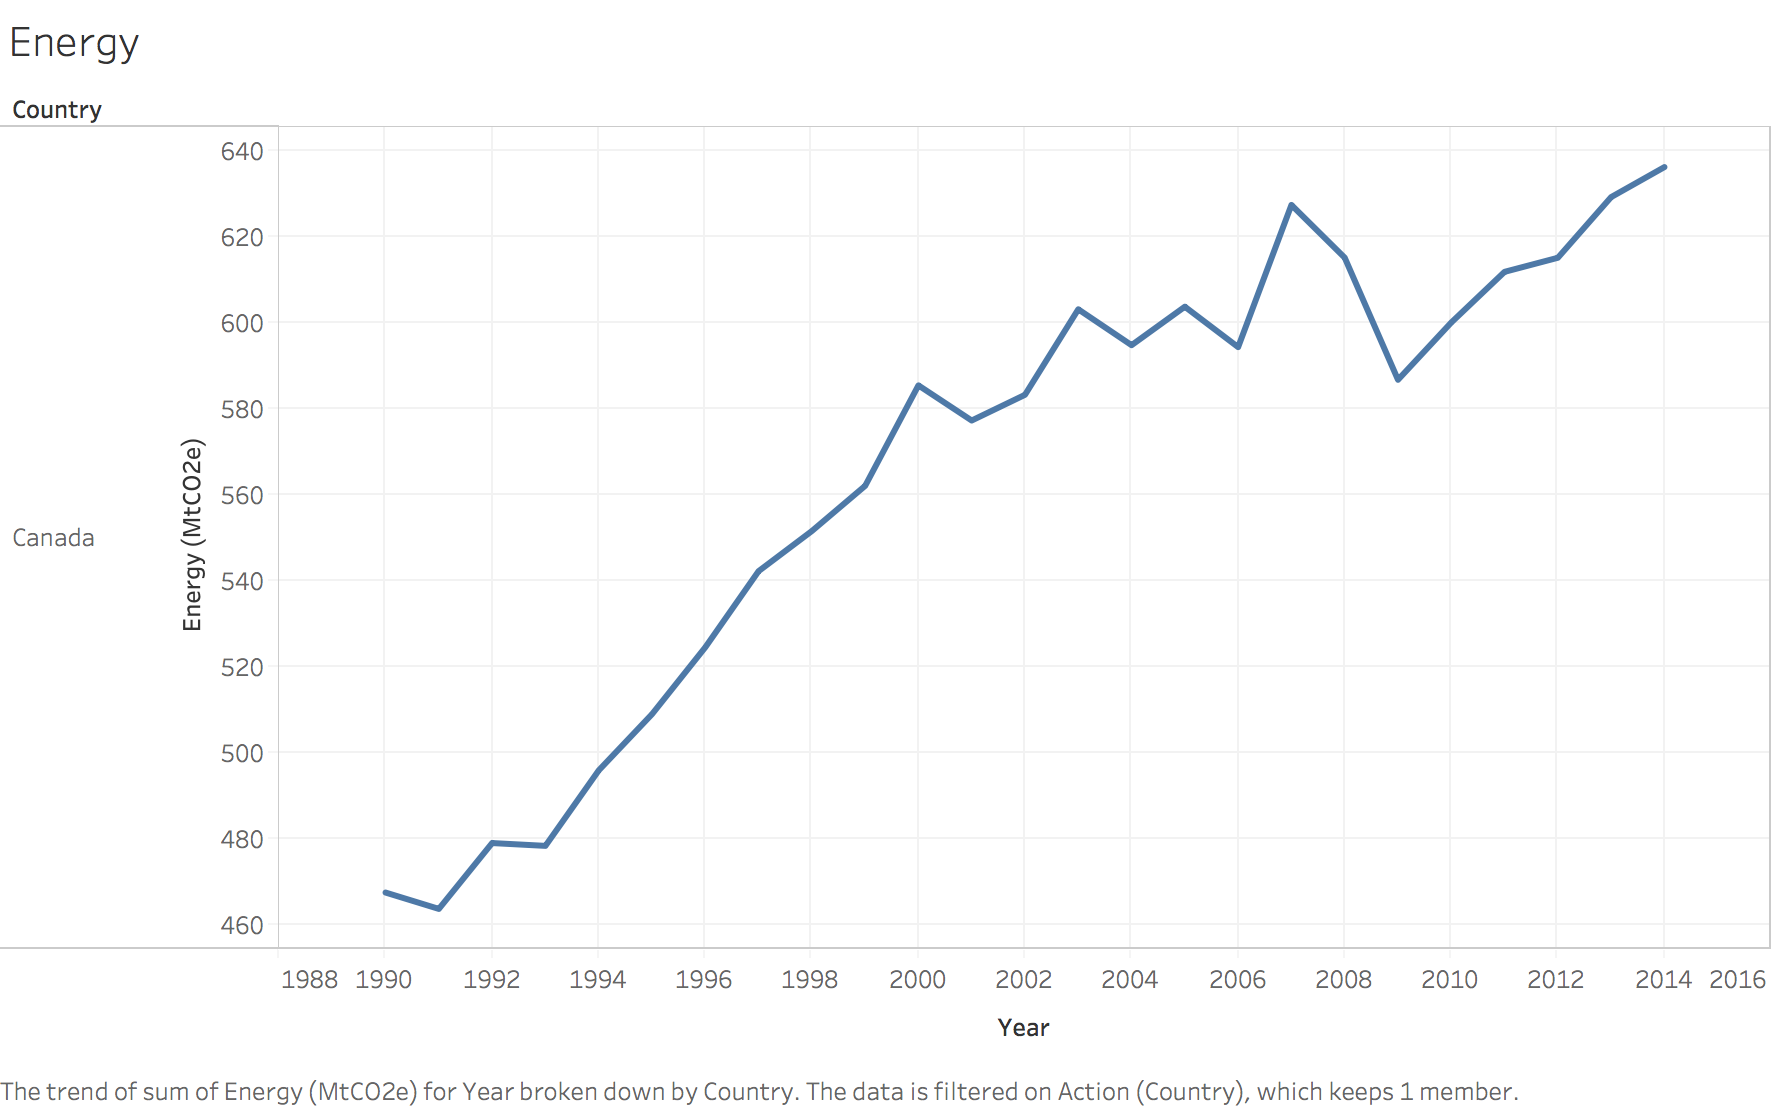 Energy
Country
640
620
600
580
560
540
520
500
480
460
Energy (MtCO2e)
Canada
1988 1990 1992 1994 1996 1998 2000 2002 2004 2006 2008 2010 2012 2014 2016
Year
The trend of sum of Energy (MtCO2e) for Year broken down by Country. The data is filtered on Action (Country), which keeps 1 member.